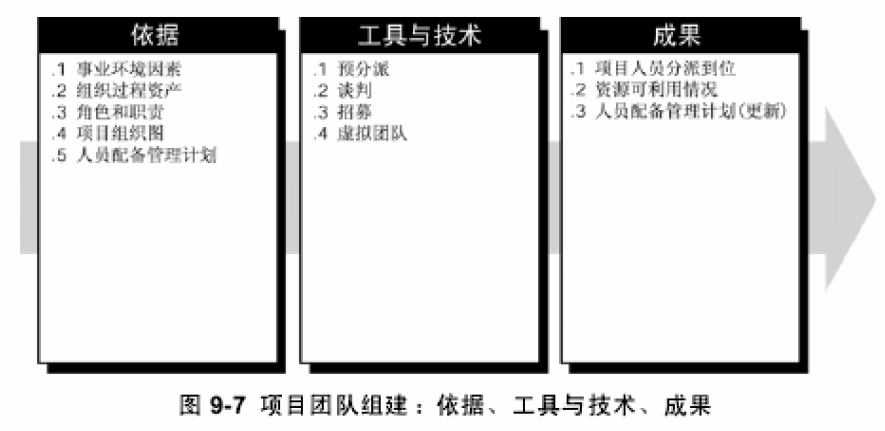 依据
.1 事业环境因素
.2 组织过程资产
.3 角色和职责
.4 项目组织图
.5 人员配备管理计划
工具与技术
.1 预分派
.2 谈判
.3 招募
.4 虚拟团队
成果
.1 项目人员分派到位
.2 资源可利用情况
.3 人员配备管理计划(更新)
图 9-7 项目团队组建：依据、工具与技术、成果